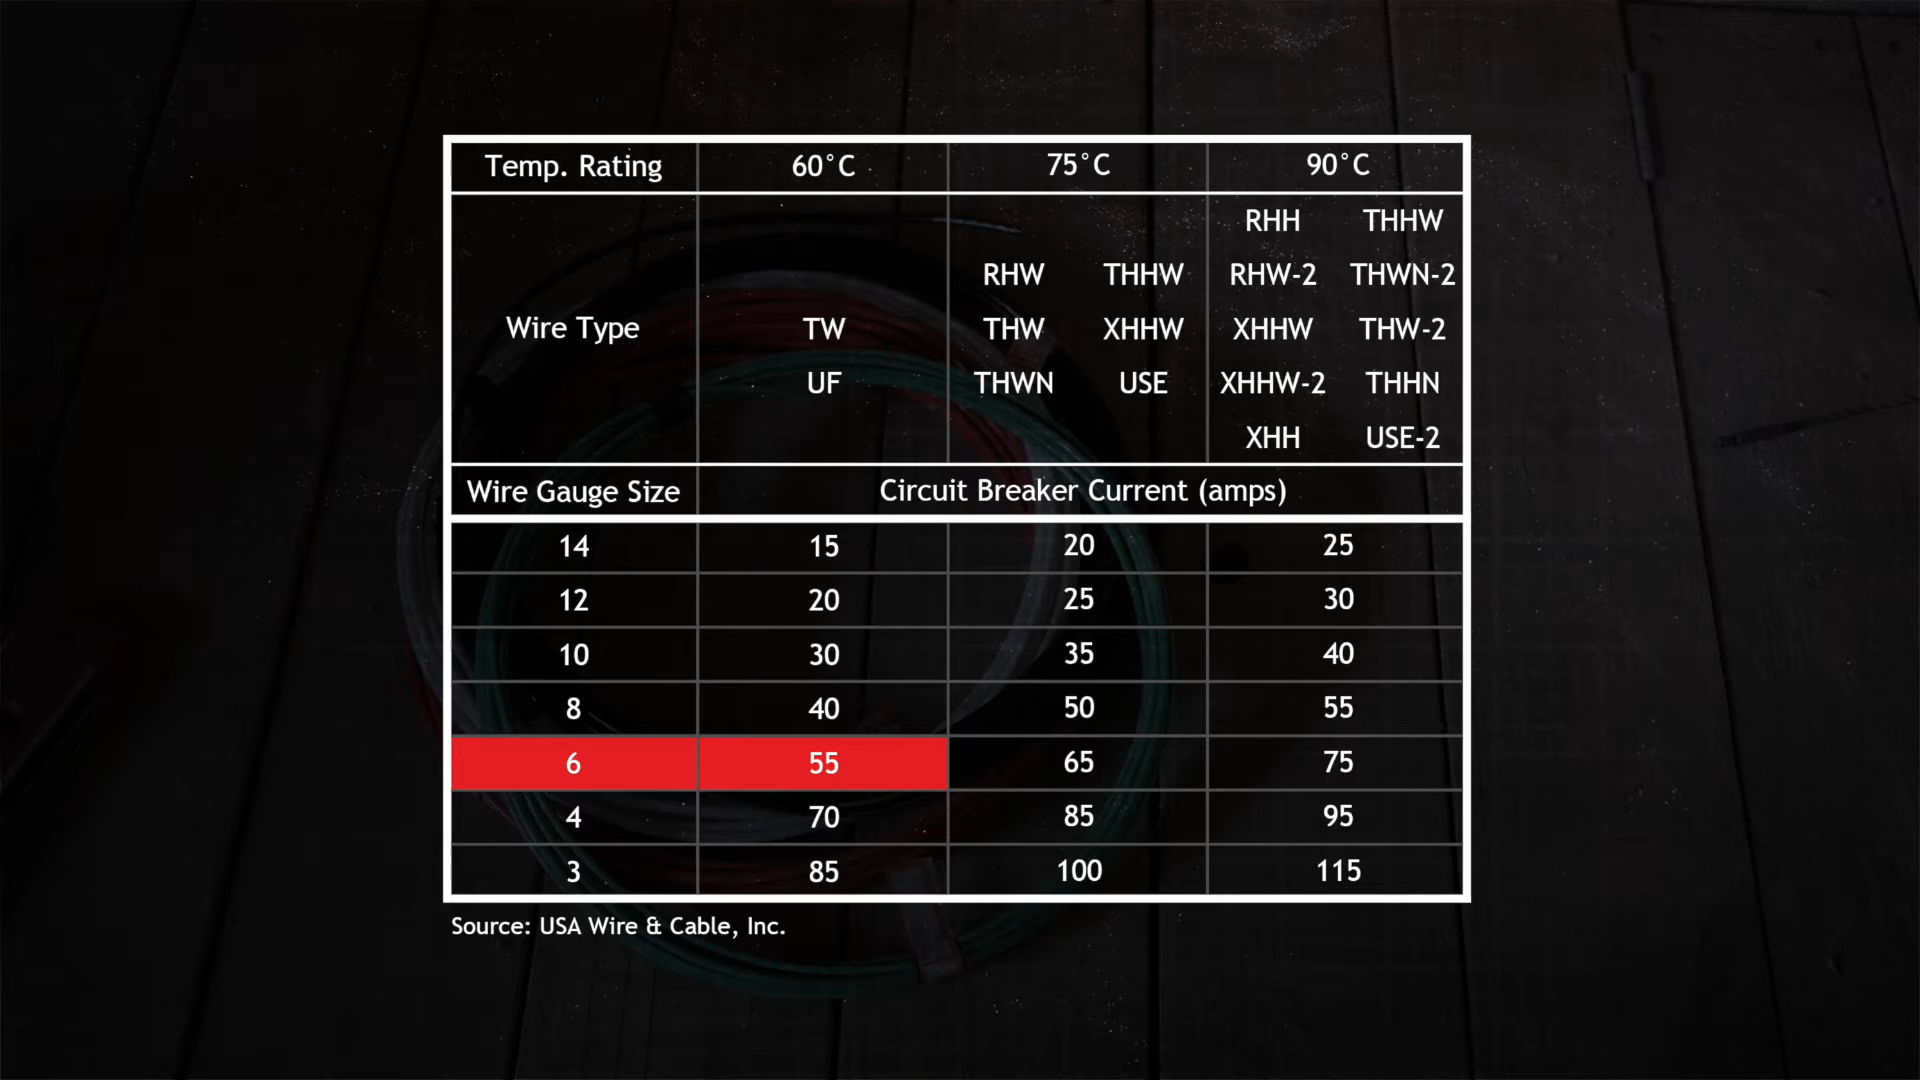 Temp. Rating 60°C 75°C 90°C
RHH THHW
RHW THHW RHW-2 THWN-2
Wire Type TW THW XHHW XHHW THW-2
UF THWN USE XHHW-2 THHN
XHH USE-2
Wire Gauge Size Circuit Breaker Current (amps)
14 15 20 25
12 20 25 30
10 30 35 40
8 40 50 55
6 55 65 75
4 70 85 95
3 85 100 115
Source: USA Wire & Cable, Inc.